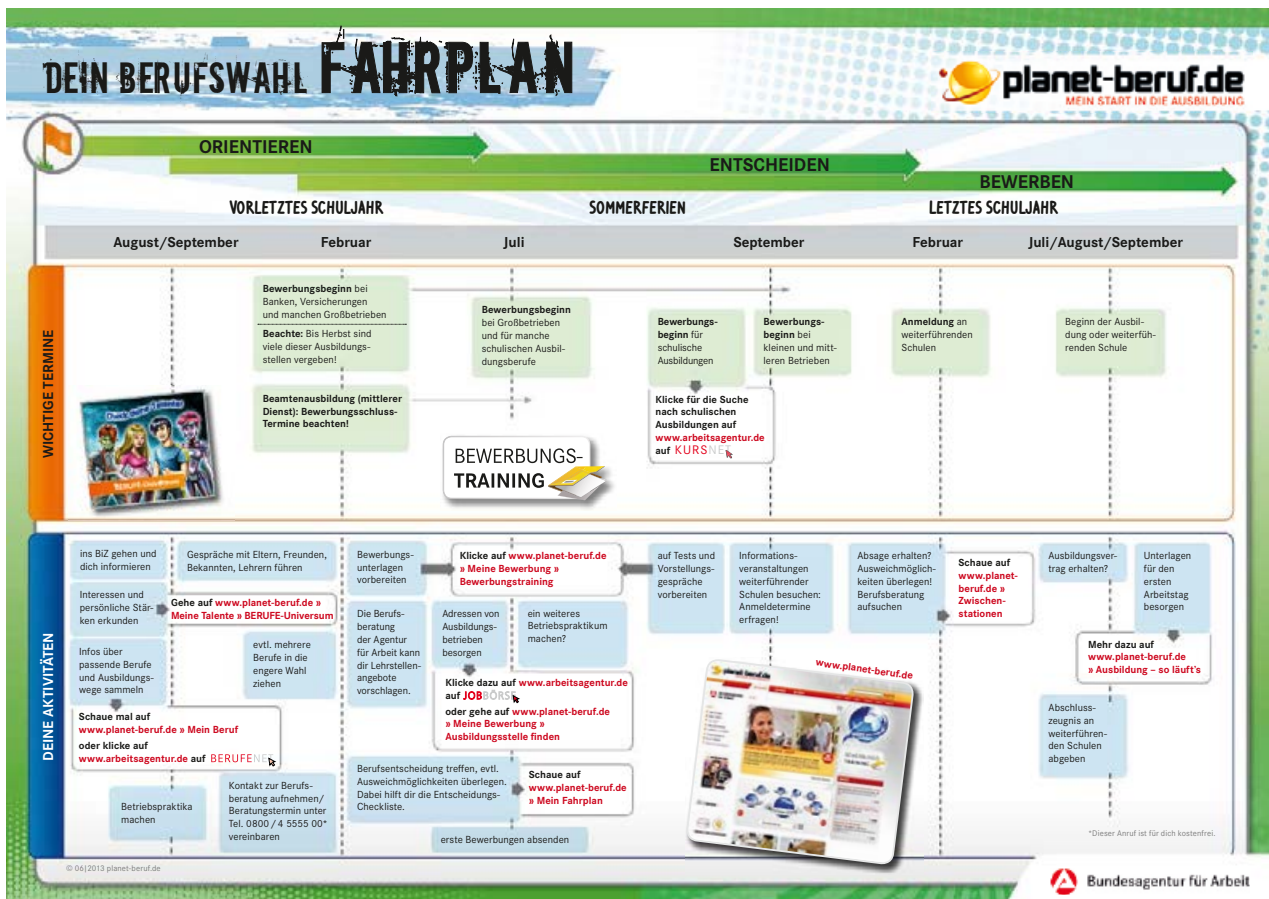 DEIN BERUFSWAHL FAHRPLAN
planet-beruf.de
MEIN START IN DIE AUSBILDUNG
ORIENTIEREN
ENTSCHEIDEN
BEWERBEN
VORLETZTES SCHULJAHR
SOMMERFERIEN
LETZTES SCHULJAHR
August/September
Februar
Juli
September
Februar
Juli/August/September
WICHTIGE TERMINE
Bewerbungsbeginn bei
Banken, Versicherungen
und manchen Großbetrieben
Beachte: Bis Herbst sind
viele dieser Ausbildungs-
stellen vergeben!
Beamtenausbildung (mittlerer
Dienst): Bewerbungsschluss-
Termine beachten!
Bewerbungsbeginn
bei Großbetrieben
und für manche
schulischen Ausbil-
dungsberufe
BEWERBUNGS-
TRAINING
Bewerbungs-
beginn für
schulische
Ausbildungen
Klicke für die Suche
nach schulischen
Ausbildungen auf
www.arbeitsagentur.de
auf KURSNET
Bewerbungs-
beginn bei
kleinen und mitt-
leren Betrieben
Anmeldung an
weiterführenden
Schulen
Beginn der Ausbil-
dung oder weiterfüh-
renden Schule
DEINE AKTIVITÄTEN
ins BiZ gehen und
dich informieren
Gespräche mit Eltern, Freunden,
Bekannten, Lehrern führen
Interessen und
persönliche Stär-
ken erkunden
Gehe auf www.planet-beruf.de »
Meine Talente » BERUFE-Universum
Infos über
passende Berufe
und Ausbildungs-
wege sammeln
evtl. mehrere
Berufe in die
engere Wahl
ziehen
Schaue mal auf
www.planet-beruf.de » Mein Beruf
oder klicke auf
www.arbeitsagentur.de auf BERUFENET
Betriebspraktika
machen
Kontakt zur Berufs-
beratung aufnehmen/
Beratungstermin unter
Tel. 0800 / 4 5555 00*
vereinbaren
Bewerbungs-
unterlagen
vorbereiten
Klicke auf www.planet-beruf.de
» Meine Bewerbung »
Bewerbungstraining
Die Berufs-
beratung
der Agentur
für Arbeit kann
dir Lehrstellen-
angebote
vorschlagen.
Adressen von
Ausbildungs-
betrieben
besorgen
ein weiteres
Betriebspraktikum
machen?
Klicke dazu auf www.arbeitsagentur.de
auf JOBBÖRSE
oder gehe auf www.planet-beruf.de
» Meine Bewerbung »
Ausbildungsstelle finden
Berufsentscheidung treffen, evtl.
Ausweichmöglichkeiten überlegen.
Dabei hilft dir die Entscheidungs-
Checkliste.
Schaue auf
www.planet-beruf.de
» Mein Fahrplan
erste Bewerbungen absenden
auf Tests und
Vorstellungs-
gespräche
vorbereiten
Informations-
veranstaltungen
weiterführender
Schulen besuchen:
Anmeldetermine
erfragen!
www.planet-beruf.de
planet-beruf.de
Absage erhalten?
Ausweichmöglich-
keiten überlegen!
Berufsberatung
aufsuchen
Schaue auf
www.planet-
beruf.de »
Zwischen-
stationen
Ausbildungsver-
trag erhalten?
Unterlagen
für den
ersten
Arbeitstag
besorgen
Mehr dazu auf
www.planet-beruf.de
» Ausbildung – so läuft's
Abschluss-
zeugnis an
weiterführen-
den Schulen
abgeben
*Dieser Anruf ist für dich kostenfrei.
© 06|2013 planet-beruf.de
Bundesagentur für Arbeit